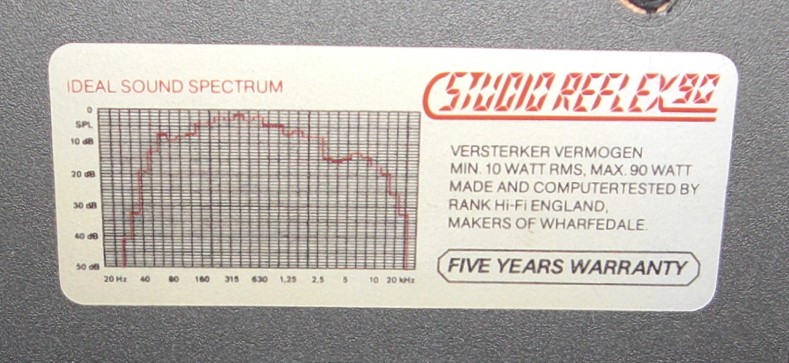 IDEAL SOUND SPECTRUM
0
SPL
10 dB
20 dB
30 dB
40 dB
50 dB
20 Hz 40 80 160 315 630 1,25 2,5 5 10 20 kHz
STUDIO REFLEX 90
VERSTERKER VERMOGEN
MIN. 10 WATT RMS, MAX. 90 WATT
MADE AND COMPUTERTESTED BY
RANK Hi-Fi ENGLAND,
MAKERS OF WHARFEDALE.
FIVE YEARS WARRANTY